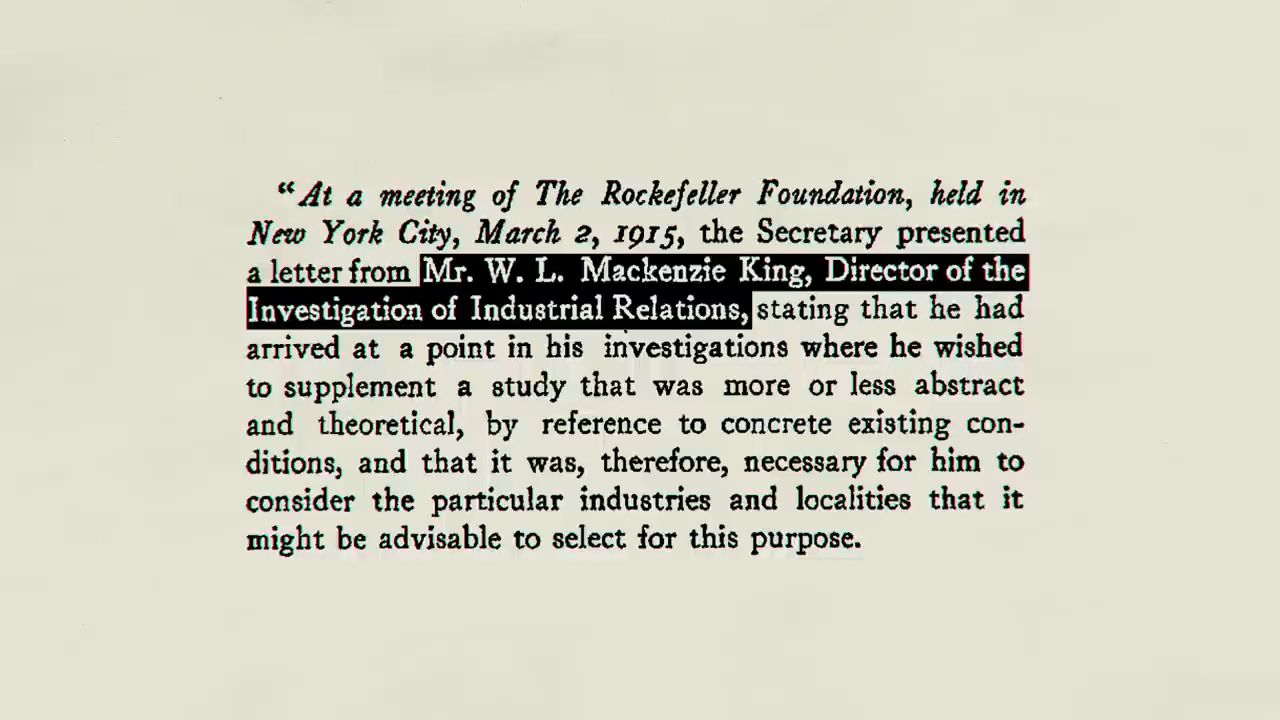 “At a meeting of The Rockefeller Foundation, held in
New York City, March 2, 1915, the Secretary presented
a letter from Mr. W. L. Mackenzie King, Director of the
Investigation of Industrial Relations, stating that he had
arrived at a point in his investigations where he wished
to supplement a study that was more or less abstract
and theoretical, by reference to concrete existing con-
ditions, and that it was, therefore, necessary for him to
consider the particular industries and localities that it
might be advisable to select for this purpose.